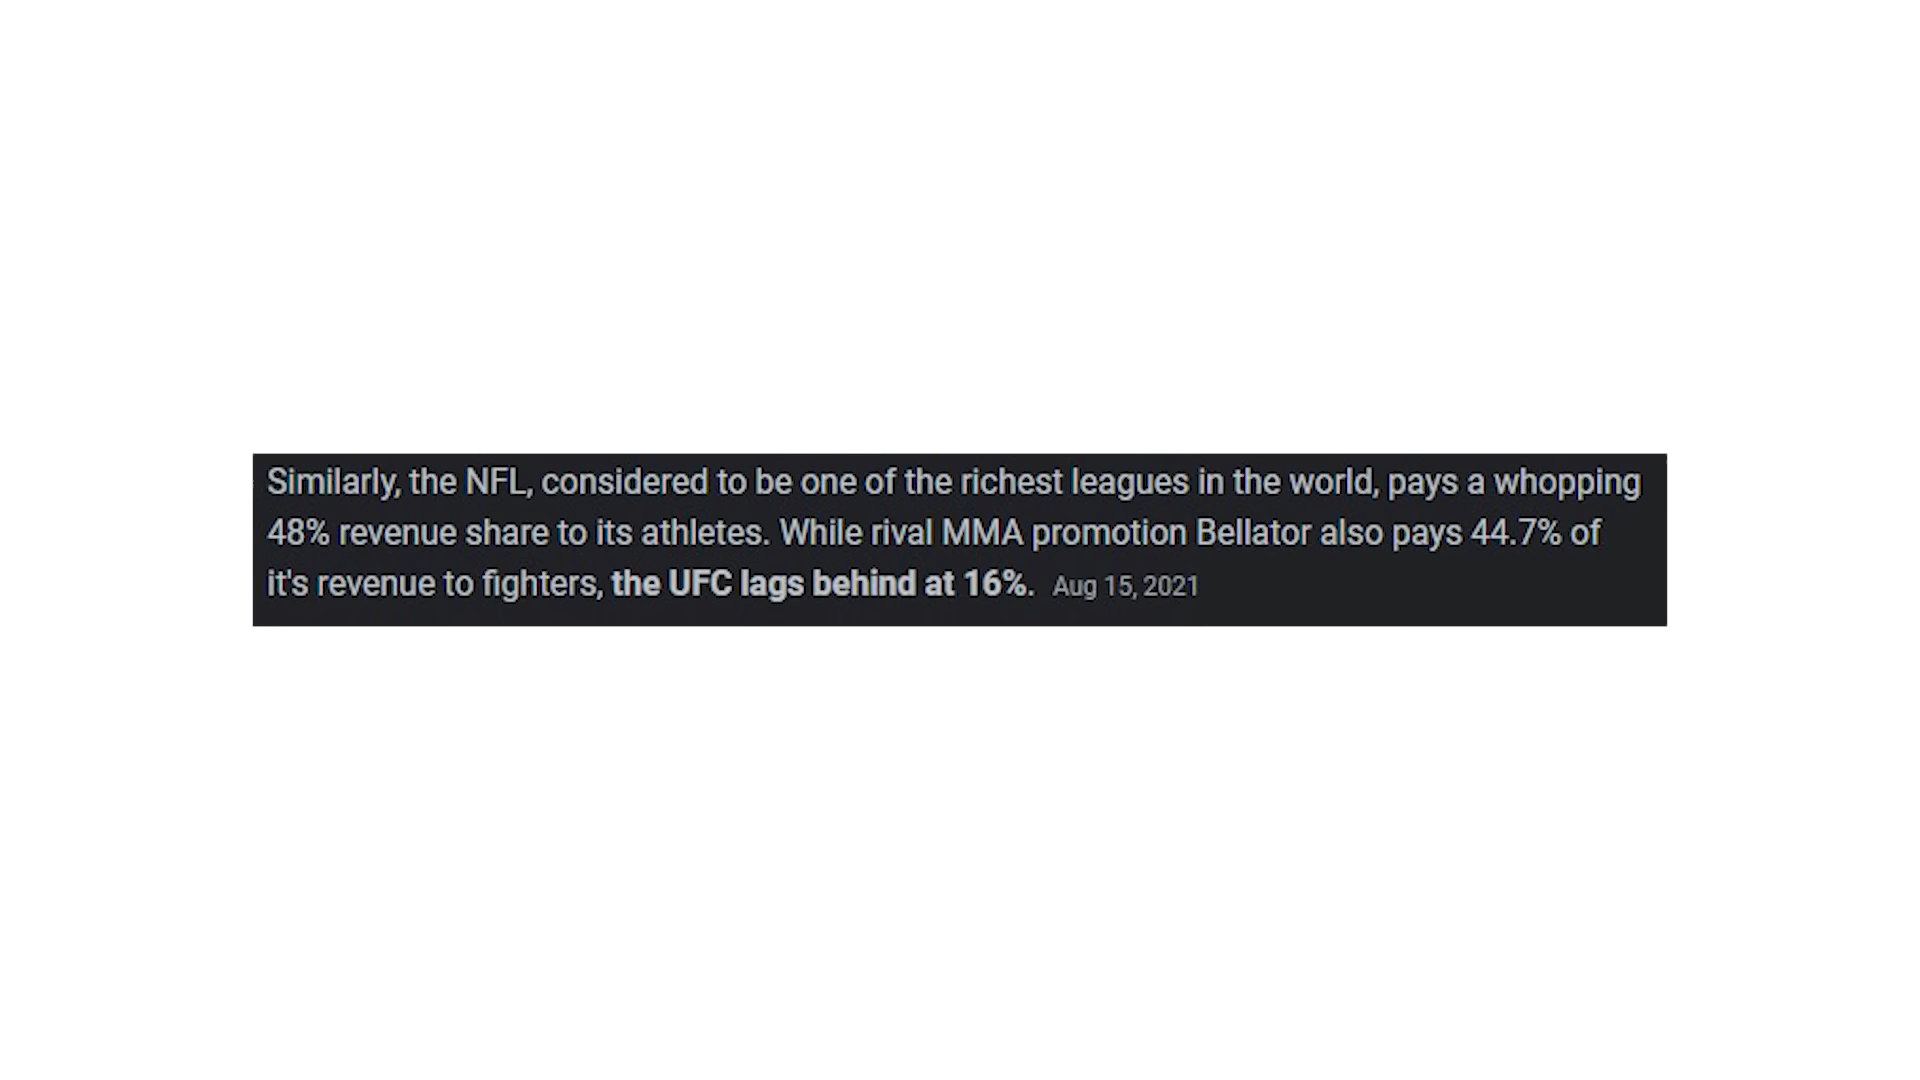 Similarly, the NFL, considered to be one of the richest leagues in the world, pays a whopping
48% revenue share to its athletes. While rival MMA promotion Bellator also pays 44.7% of
it's revenue to fighters, the UFC lags behind at 16%. Aug 15, 2021